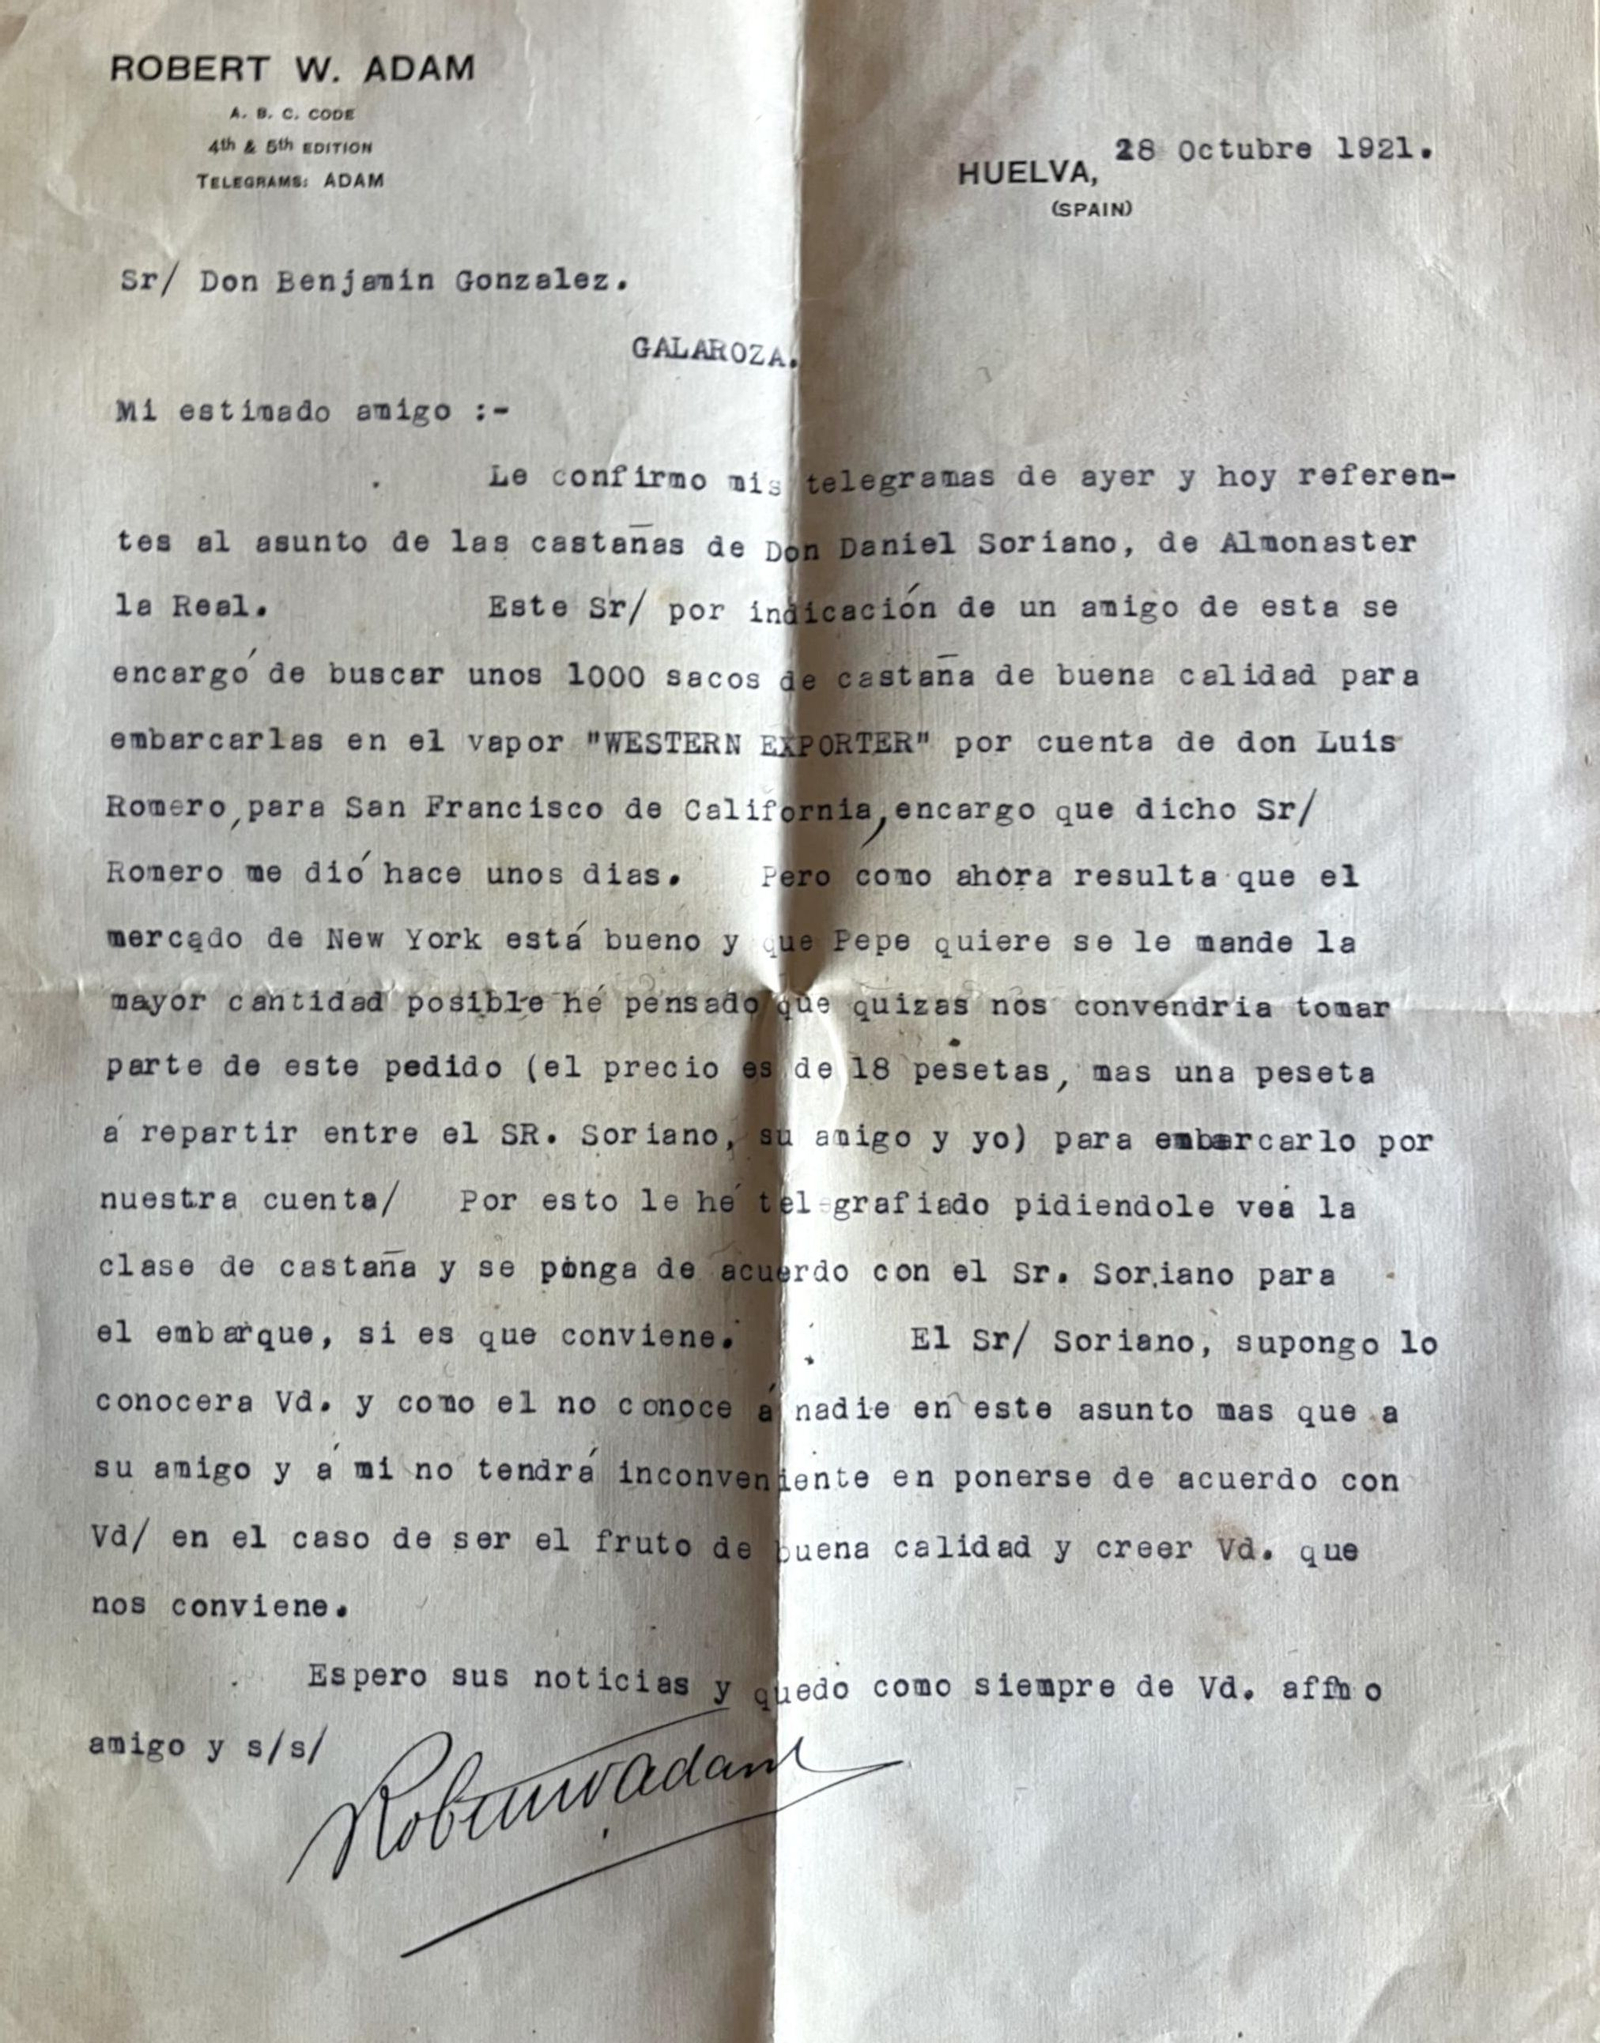 ROBERT W. ADAM
A. B. C. CODE
4th & 5th EDITION
TELEGRAMS: ADAM
HUELVA, 28 Octubre 1921.
(SPAIN)
Sr/ Don Benjamin Gonzalez.
GALAROZA.
Mi estimado amigo :-
Le confirmo mis telegramas de ayer y hoy referen-
tes al asunto de las castañas de Don Daniel Soriano, de Almonaster
la Real. Este Sr/ por indicación de un amigo de esta se
encargó de buscar unos 1000 sacos de castaña de buena calidad para
embarcarlas en el vapor "WESTERN EXPORTER" por cuenta de don Luis
Romero, para San Francisco de California, encargo que dicho Sr/
Romero me dió hace unos dias. Pero como ahora resulta que el
mercado de New York está bueno y que Pepe quiere se le mande la
mayor cantidad posible hé pensado que quizas nos convendria tomar
parte de este pedido (el precio es de 18 pesetas, mas una peseta
á repartir entre el SR. Soriano, su amigo y yo) para embarcarlo por
nuestra cuenta/ Por esto le hé telegrafiado pidiendole vea la
clase de castaña y se ponga de acuerdo con el Sr. Soriano para
el embarque, si es que conviene. El Sr/ Soriano, supongo lo
conocera Vd. y como el no conoce á nadie en este asunto mas que a
su amigo y á mi no tendrá inconveniente en ponerse de acuerdo con
Vd/ en el caso de ser el fruto de buena calidad y creer Vd. que
nos conviene.
Espero sus noticias y quedo como siempre de Vd. affmo
amigo y s/s/
Robert W Adam